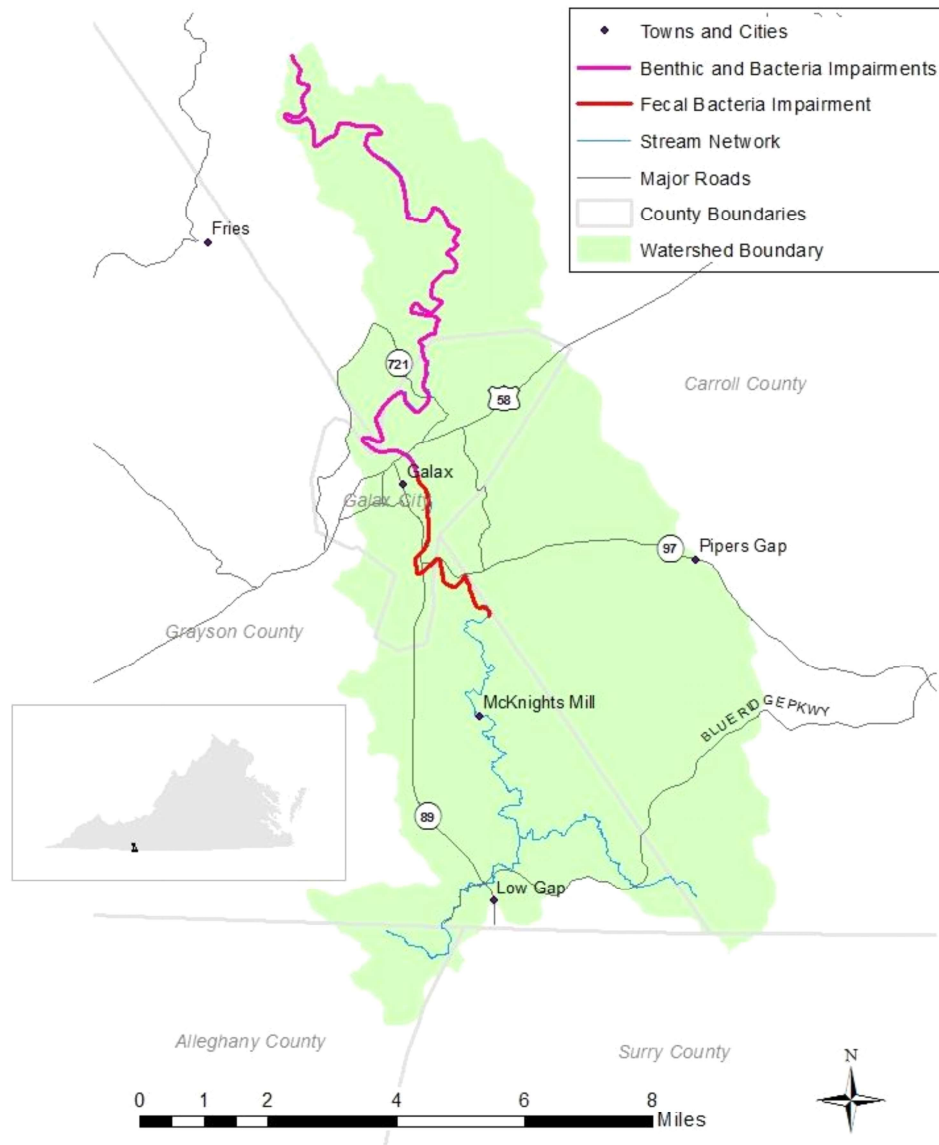 Towns and Cities
Benthic and Bacteria Impairments
Fecal Bacteria Impairment
Stream Network
Major Roads
County Boundaries
Watershed Boundary
Fries
721
58
Carroll County
Galax
Galax City
97
Pipers Gap
Grayson County
McKnights Mill
BLUE RIDGE PKWY
89
Low Gap
Alleghany County
Surry County
N
0 1 2 4 6 8
Miles